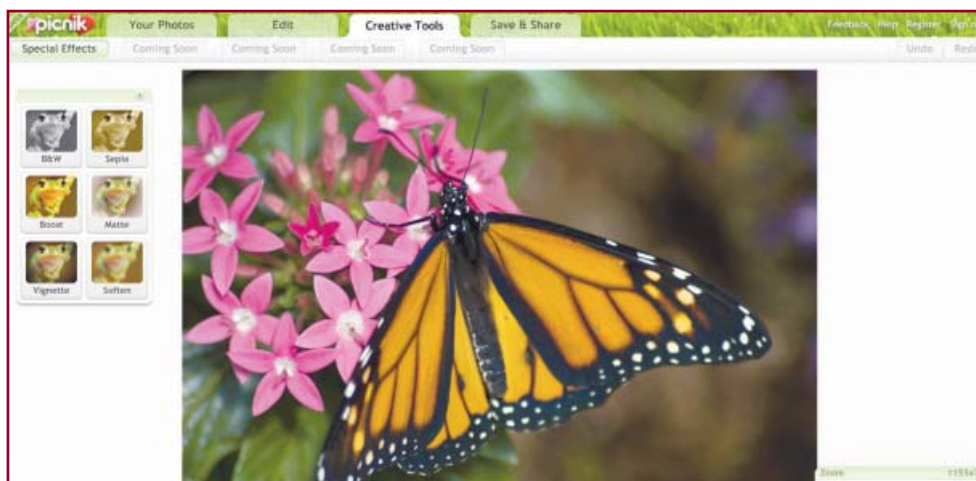 picnik Your Photos Edit Creative Tools Save & Share Feedback Help Register
Special Effects Coming Soon Coming Soon Coming Soon Coming Soon Undo
B&W Sepia
Boost Matte
Vignette Soften
Zoom